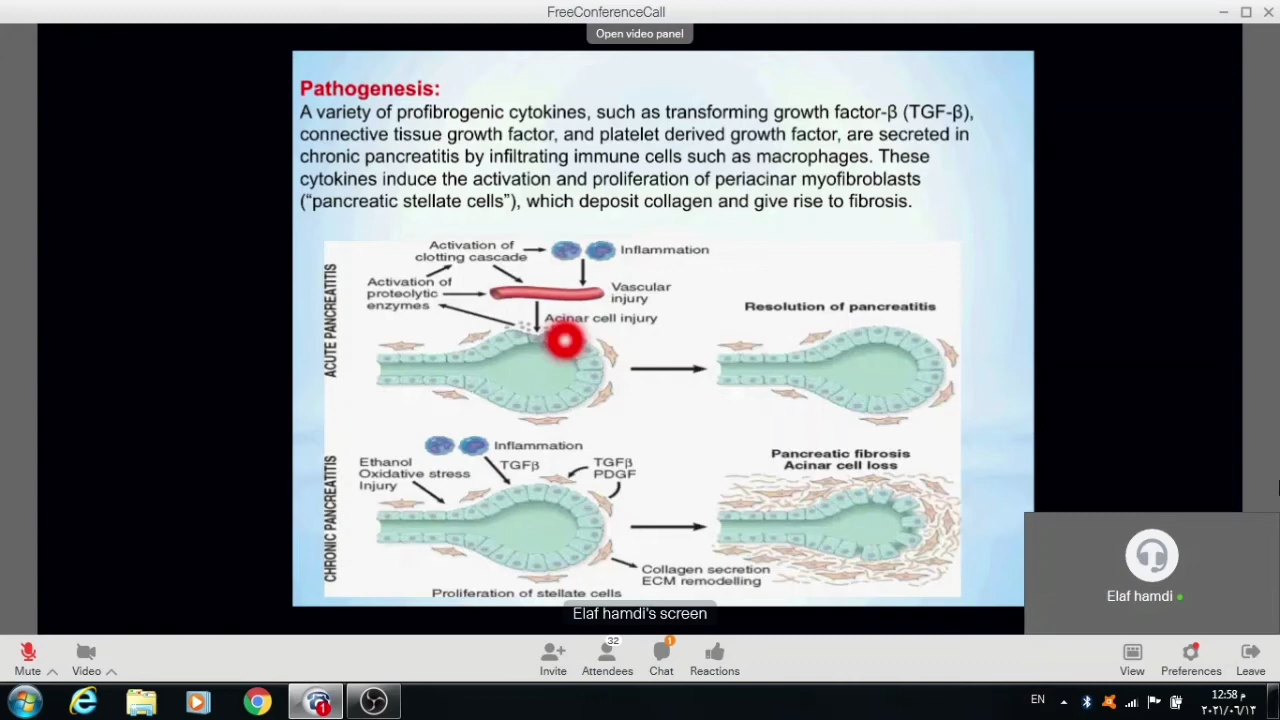 FreeConferenceCall
Open video panel
Pathogenesis:
A variety of profibrogenic cytokines, such as transforming growth factor-β (TGF-β),
connective tissue growth factor, and platelet derived growth factor, are secreted in
chronic pancreatitis by infiltrating immune cells such as macrophages. These
cytokines induce the activation and proliferation of periacinar myofibroblasts
(“pancreatic stellate cells”), which deposit collagen and give rise to fibrosis.
ACUTE PANCREATITIS
Activation of
clotting cascade
Inflammation
Activation of
proteolytic
enzymes
Vascular
injury
Acinar cell injury
Resolution of pancreatitis
CHRONIC PANCREATITIS
Inflammation
Ethanol
Oxidative stress
Injury
TGFβ
TGFβ
PDGF
Pancreatic fibrosis
Acinar cell loss
Collagen secretion
ECM remodelling
Proliferation of stellate cells
Elaf hamdi
Elaf hamdi's screen
Mute
Video
Invite
32
Attendees
1
Chat
Reactions
View
Preferences
Leave
1
EN
12:58 م
٢٠٢١/٠٦/١٣